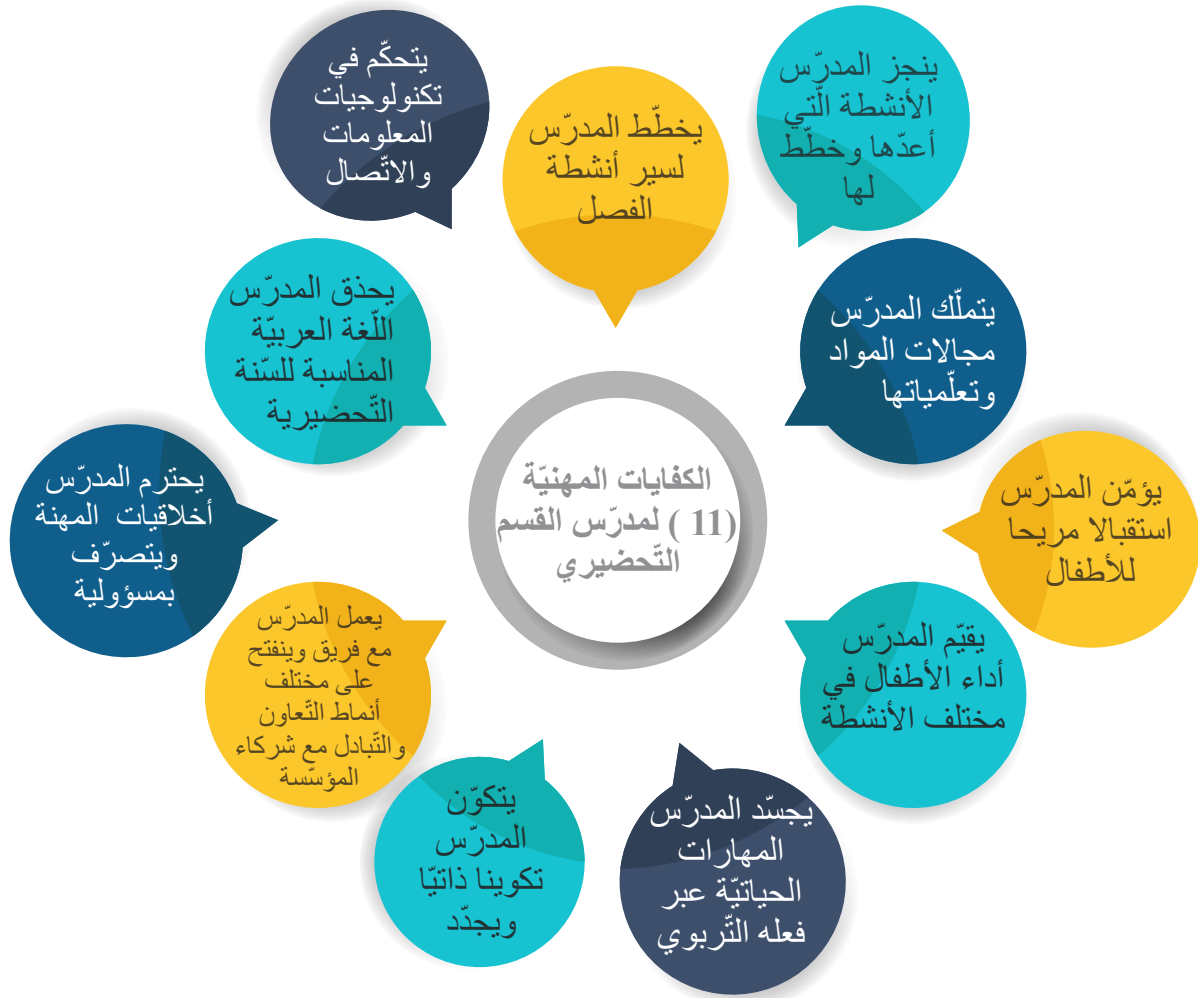 يتحكّم في
تكنولوجيات
المعلومات
والاتّصال
يخطّط المدرّس
لسير أنشطة
الفصل
ينجز المدرّس
الأنشطة الّتي
أعدّها وخطّط
لها
يحذق المدرّس
اللّغة العربيّة
المناسبة للسّنة
التّحضيرية
يتملّك المدرّس
مجالات المواد
وتعلّمياتها
يحترم المدرّس
أخلاقيات المهنة
ويتصرّف
بمسؤولية
الكفايات المهنيّة
(11 ) لمدرّس القسم
التّحضيري
يؤمّن المدرّس
استقبالا مريحا
للأطفال
يعمل المدرّس
مع فريق وينفتح
على مختلف
أنماط التّعاون
والتّبادل مع شركاء
المؤسّسة
يقيّم المدرّس
أداء الأطفال في
مختلف الأنشطة
يتكوّن
المدرّس
تكوينا ذاتيّا
ويجدّد
يجسّد المدرّس
المهارات
الحياتيّة عبر
فعله التّربوي